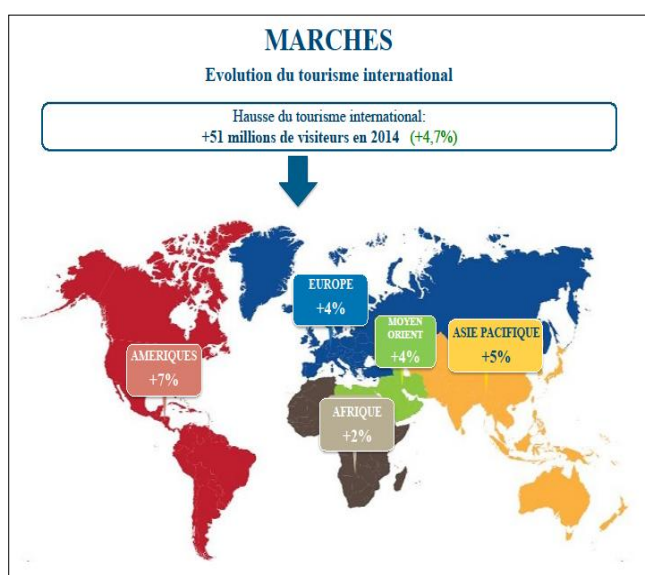 MARCHES
Evolution du tourisme international
Hausse du tourisme international:
+51 millions de visiteurs en 2014 (+4,7%)
EUROPE
+4%
MOYEN
ORIENT
+4%
ASIE PACIFIQUE
+5%
AMERIQUES
+7%
AFRIQUE
+2%